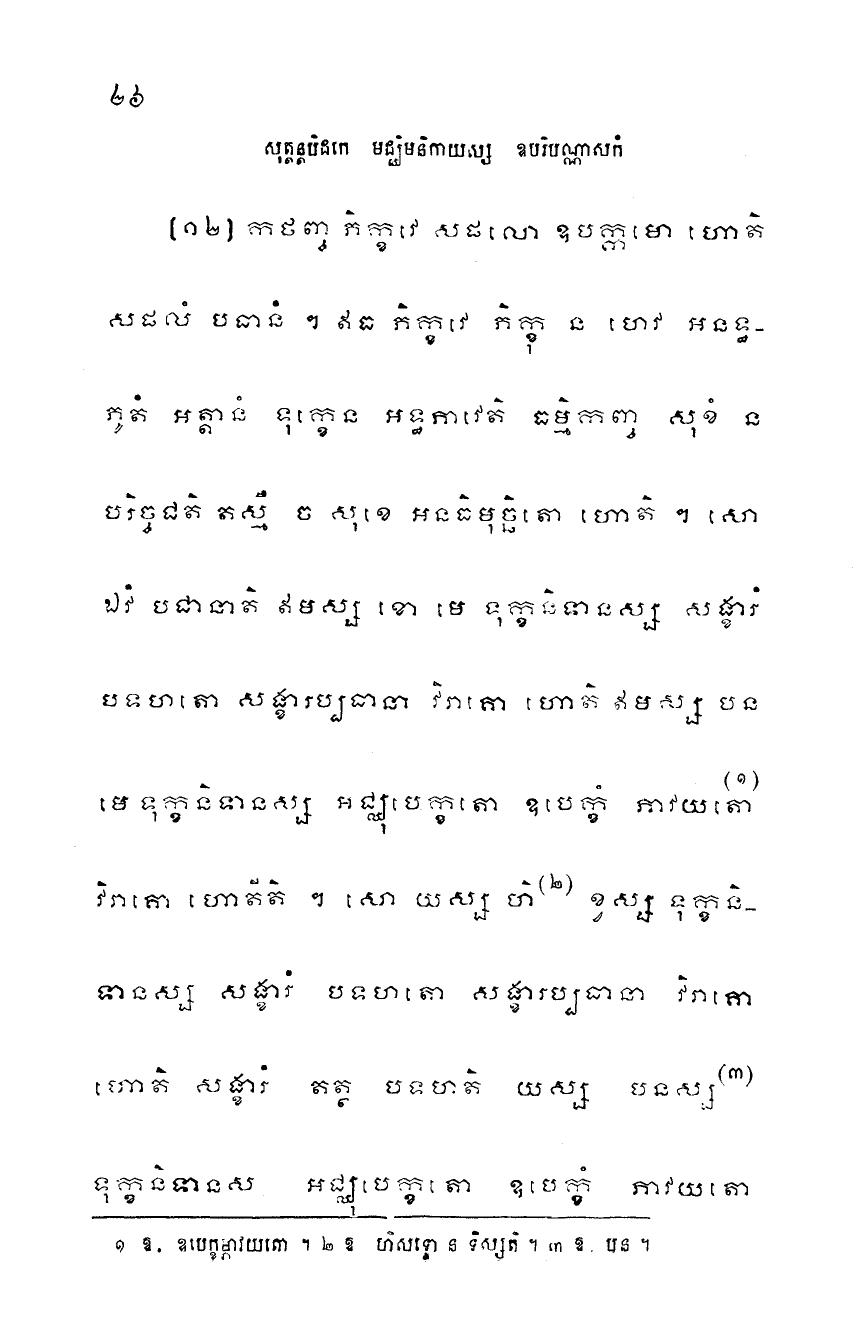 ២៦
សុត្តន្តបិដកេ មជ្ឈិមនិកាយស្ស ឧបរិបណ្ណាសកំ
[១២] កថញ្ច ភិក្ខវេ សផលោ ឧបក្កមោ ហោតិ
សផលំ បធានំ ។ ឥធ ភិក្ខវេ ភិក្ខុ ន ហេវ អនទ្ធ-
ភូតំ អត្តានំ ទុក្ខេន អទ្ធភាវេតិ ធម្មិកញ្ច សុខំ ន
បរិច្ចជតិ តស្មឹ ច សុខេ អនធិមុច្ឆិតោ ហោតិ ។ សោ
ឯវំ បជានាតិ ឥមស្ស ខោ មេ ទុក្ខនិទានស្ស សង្ខារំ
បទហតោ សង្ខារប្បធានា វិរាគោ ហោតិ ឥមស្ស បន
មេ ទុក្ខនិទានស្ស អជ្ឈុបេក្ខតោ ឧបេក្ខំ ភាវយតោ(១)
វិរាគោ ហោតីតិ ។ សោ យស្ស ហិ(២) ខ្វស្ស ទុក្ខនិ-
ទានស្ស សង្ខារំ បទហតោ សង្ខារប្បធានា វិរាគោ
ហោតិ សង្ខារំ តត្ថ បទហតិ យស្ស បនស្ស(៣)
ទុក្ខនិទានស អជ្ឈុបេក្ខតោ ឧបេក្ខំ ភាវយតោ
១ ឱ. ឧបេក្ខម្ភាវយតោ ។ ២ ឱ ហិសទ្ទោ ន ទិស្សតិ ។ ៣ ឱ. បន ។